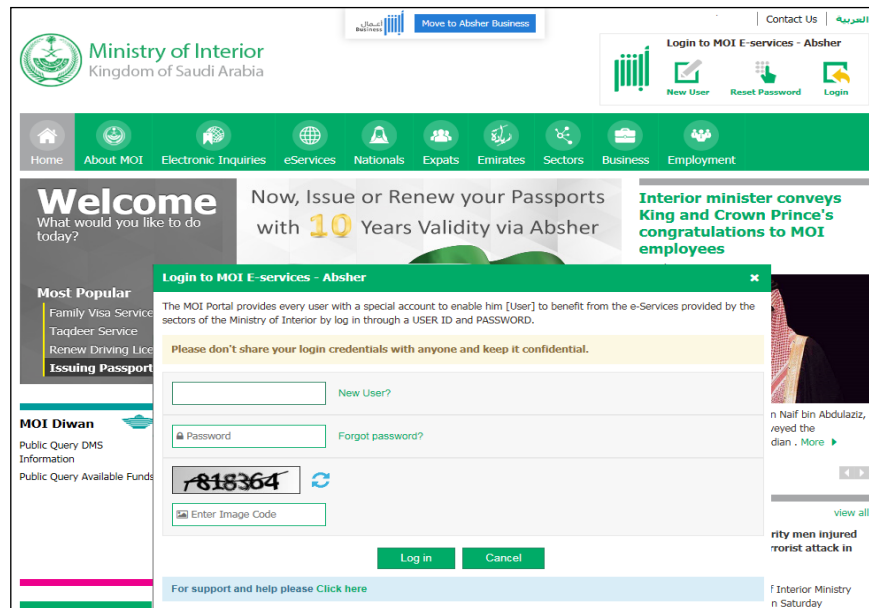 أعمال
Business
Move to Absher Business
Contact Us
العربية
Ministry of Interior
Kingdom of Saudi Arabia
Login to MOI E-services - Absher
أبشر
New User
Reset Password
Login
Home
About MOI
Electronic Inquiries
eServices
Nationals
Expats
Emirates
Sectors
Business
Employment
Welcome
What would you like to do
today?
Now, Issue or Renew your Passports
with 10 Years Validity via Absher
Interior minister conveys
King and Crown Prince's
congratulations to MOI
employees
Most Popular
Family Visa Service
Taqdeer Service
Renew Driving Lice
Issuing Passport
Login to MOI E-services - Absher
The MOI Portal provides every user with a special account to enable him [User] to benefit from the e-Services provided by the
sectors of the Ministry of Interior by log in through a USER ID and PASSWORD.
Please don't share your login credentials with anyone and keep it confidential.
New User?
Password
Forgot password?
Enter Image Code
Log in
Cancel
For support and help please Click here
MOI Diwan
Public Query DMS
Information
Public Query Available Funds
n Naif bin Abdulaziz,
veyed the
dian . More
view all
rity men injured
rrorist attack in
f Interior Ministry
n Saturday